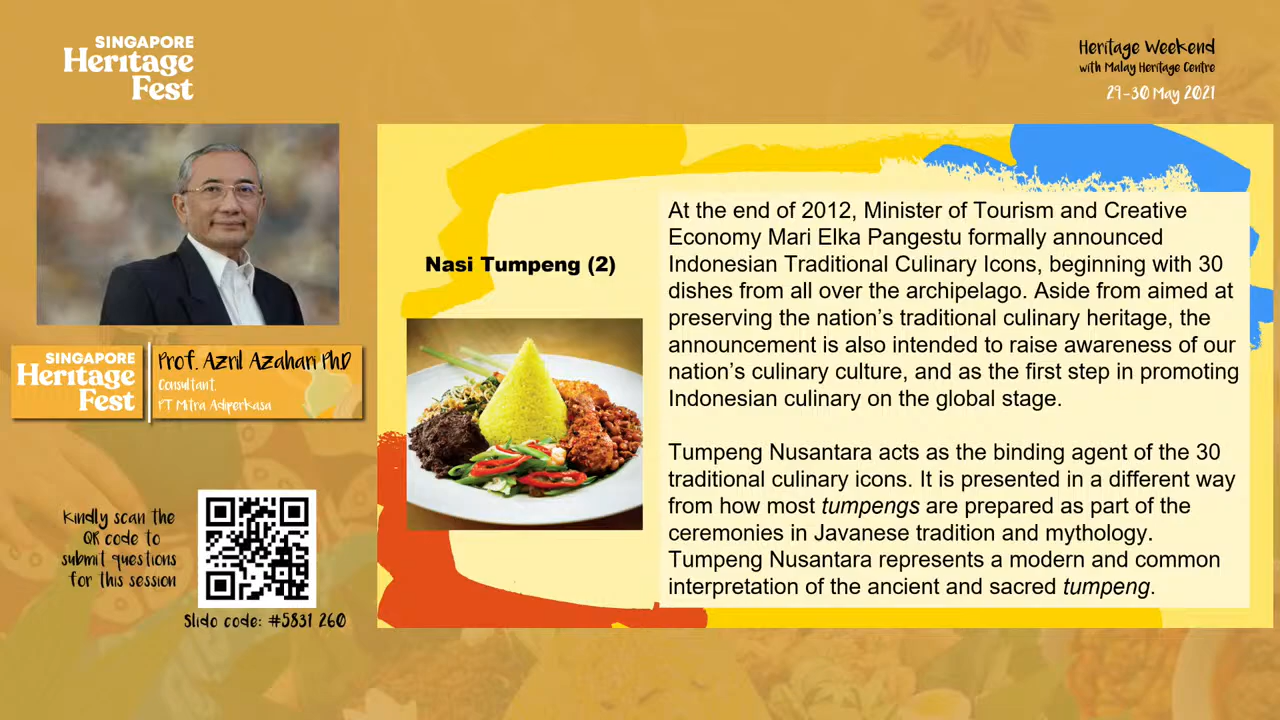 SINGAPORE
Heritage
Fest
Heritage Weekend
with Malay Heritage Centre
29-30 May 2021
SINGAPORE
Heritage
Fest
Prof. Azril Azahari PhD
Consultant,
PT Mitra Adiperkasa
Kindly scan the
QR code to
submit questions
for this session
Slido code: #5831 260
Nasi Tumpeng (2)
At the end of 2012, Minister of Tourism and Creative
Economy Mari Elka Pangestu formally announced
Indonesian Traditional Culinary Icons, beginning with 30
dishes from all over the archipelago. Aside from aimed at
preserving the nation's traditional culinary heritage, the
announcement is also intended to raise awareness of our
nation's culinary culture, and as the first step in promoting
Indonesian culinary on the global stage.
Tumpeng Nusantara acts as the binding agent of the 30
traditional culinary icons. It is presented in a different way
from how most tumpengs are prepared as part of the
ceremonies in Javanese tradition and mythology.
Tumpeng Nusantara represents a modern and common
interpretation of the ancient and sacred tumpeng.